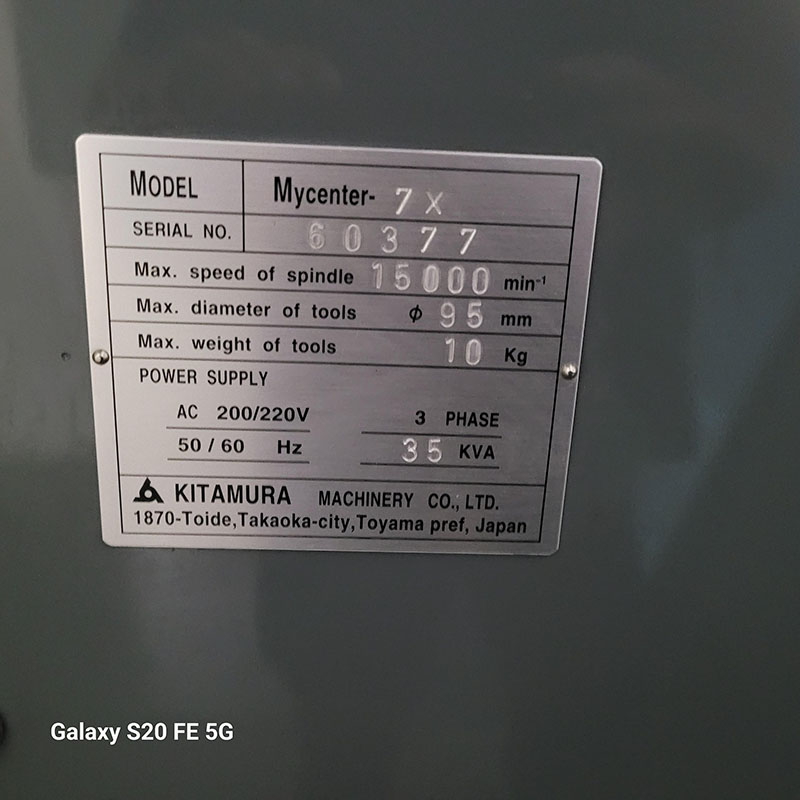 MODEL Mycenter- 7X
SERIAL NO. 60377
Max. speed of spindle 15000 min-1
Max. diameter of tools φ 95 mm
Max. weight of tools 10 Kg
POWER SUPPLY
AC 200/220V 3 PHASE
50 / 60 Hz 35 KVA
KITAMURA MACHINERY CO., LTD.
1870-Toide,Takaoka-city,Toyama pref, Japan
Galaxy S20 FE 5G